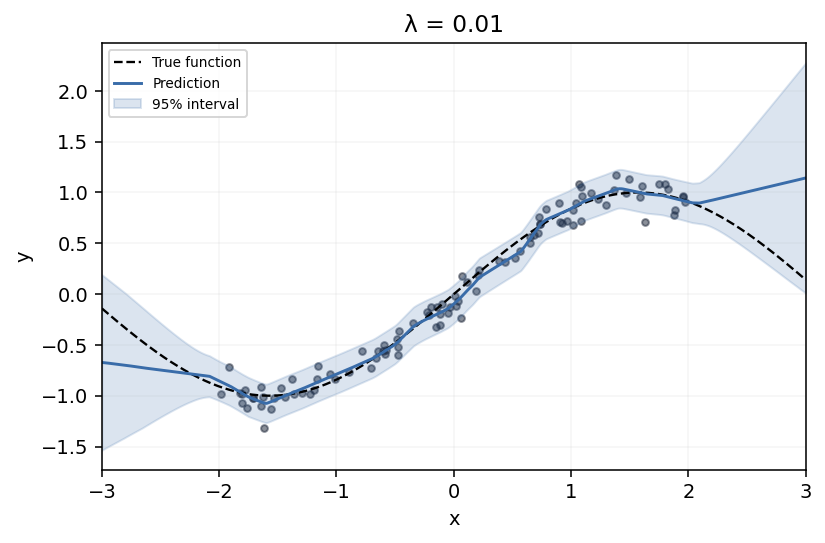 λ = 0.01
True function
Prediction
95% interval
y
2.0
1.5
1.0
0.5
0.0
−0.5
−1.0
−1.5
−3 −2 −1 0 1 2 3
x